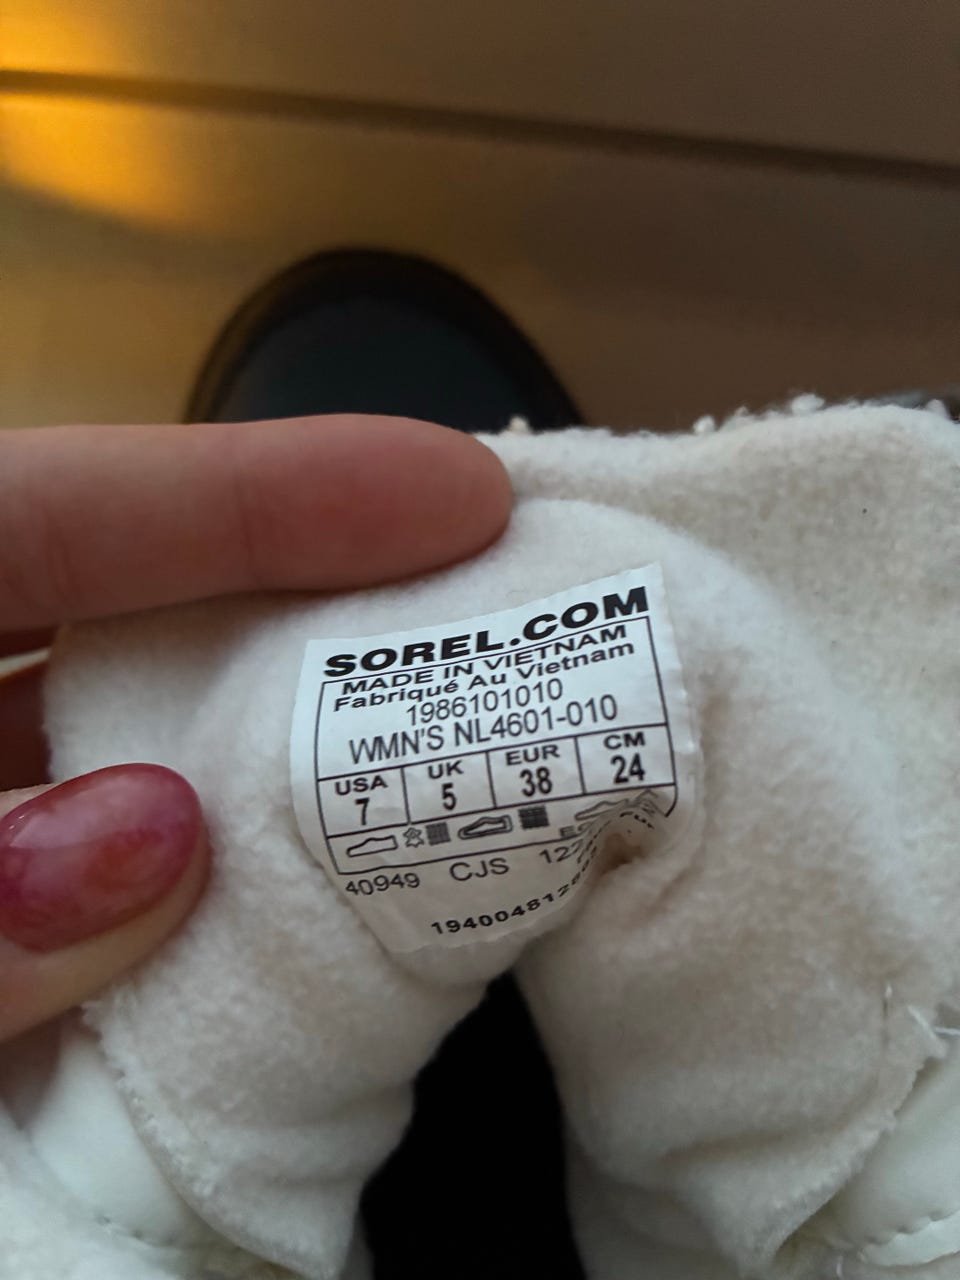 SOREL.COM
MADE IN VIETNAM
Fabriqué Au Vietnam
1986101010
WMN'S NL4601-010
USA UK EUR CM
7 5 38 24
40949 CJS